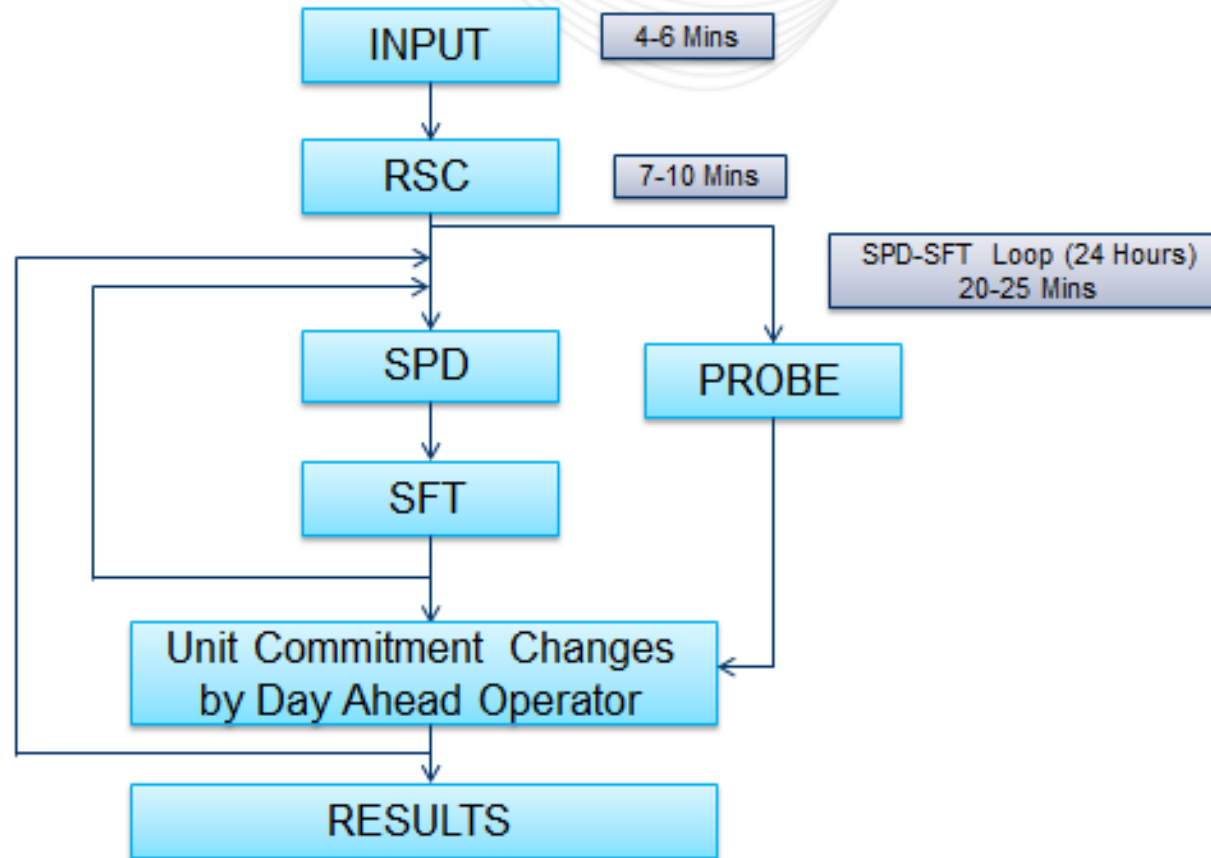 INPUT
4-6 Mins
RSC
7-10 Mins
SPD-SFT Loop (24 Hours)
20-25 Mins
SPD
PROBE
SFT
Unit Commitment Changes
by Day Ahead Operator
RESULTS